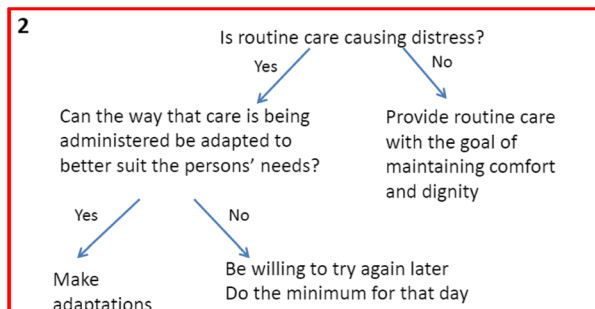 2
Is routine care causing distress?
Yes
No
Can the way that care is being
administered be adapted to
better suit the persons’ needs?
Provide routine care
with the goal of
maintaining comfort
and dignity
Yes
No
Make
adaptations
Be willing to try again later
Do the minimum for that day